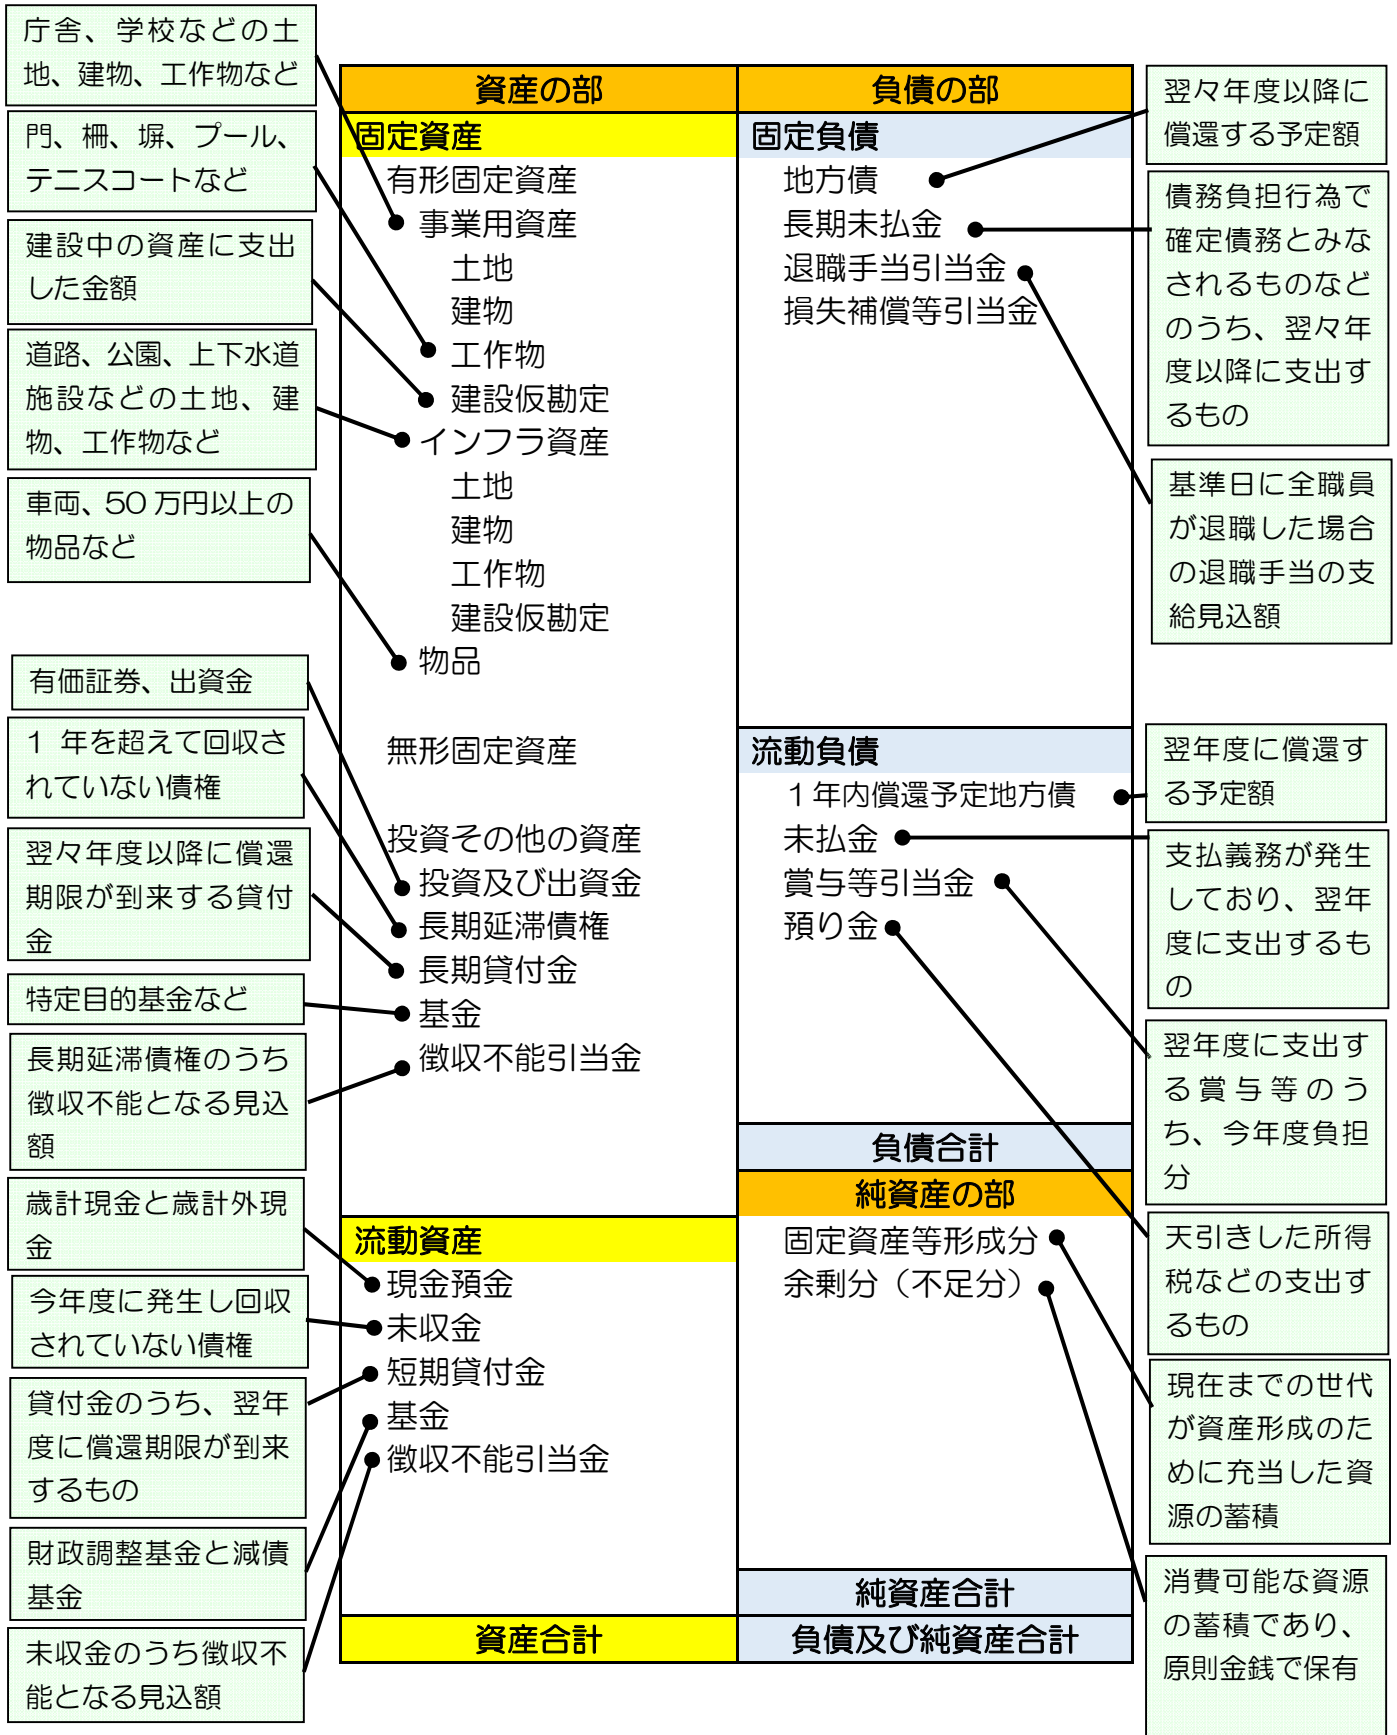 庁舎、学校などの土
地、建物、工作物など
門、柵、塀、プール、
テニスコートなど
建設中の資産に支出
した金額
道路、公園、上下水道
施設などの土地、建
物、工作物など
車両、50万円以上の
物品など
有価証券、出資金
1 年を超えて回収さ
れていない債権
翌々年度以降に償還
期限が到来する貸付
金
特定目的基金など
長期延滞債権のうち
徴収不能となる見込
額
歳計現金と歳計外現
金
今年度に発生し回収
されていない債権
貸付金のうち、翌年
度に償還期限が到来
するもの
財政調整基金と減債
基金
未収金のうち徴収不
能となる見込額
資産の部
固定資産
有形固定資産
事業用資産
土地
建物
工作物
建設仮勘定
インフラ資産
土地
建物
工作物
建設仮勘定
物品
無形固定資産
投資その他の資産
投資及び出資金
長期延滞債権
長期貸付金
基金
徴収不能引当金
流動資産
現金預金
未収金
短期貸付金
基金
徴収不能引当金
資産合計
負債の部
固定負債
地方債
長期未払金
退職手当引当金
損失補償等引当金
流動負債
１年内償還予定地方債
未払金
賞与等引当金
預り金
負債合計
純資産の部
固定資産等形成分
余剰分（不足分）
純資産合計
負債及び純資産合計
翌々年度以降に
償還する予定額
債務負担行為で
確定債務とみな
されるものなど
のうち、翌々年
度以降に支出す
るもの
基準日に全職員
が退職した場合
の退職手当の支
給見込額
翌年度に償還す
る予定額
支払義務が発生
しており、翌年
度に支出するも
の
翌年度に支出す
る賞与等のう
ち、今年度負担
分
天引きした所得
税などの支出す
るもの
現在までの世代
が資産形成のた
めに充当した資
源の蓄積
消費可能な資源
の蓄積であり、
原則金銭で保有